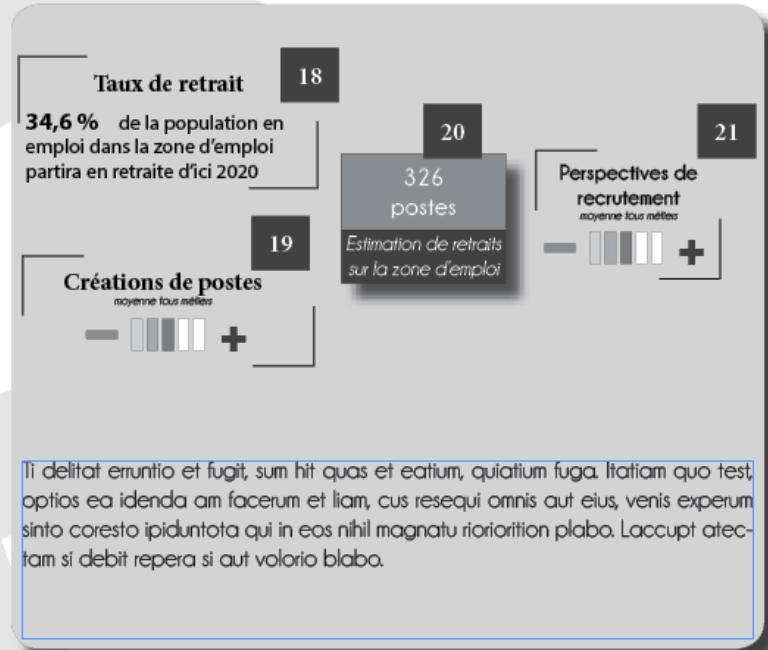 18
Taux de retrait
34,6 % de la population en
emploi dans la zone d'emploi
partira en retraite d'ici 2020
19
Créations de postes
moyenne tous métiers
20
326
postes
Estimation de retraits
sur la zone d'emploi
21
Perspectives de
recrutement
moyenne tous métiers
Ti delitat erruntio et fugit, sum hit quas et eatium, quiatium fuga. Itatiam quo test,
optios ea idenda am facerum et liam, cus resequi omnis aut eius, venis experum
sinto coresto ipiduntota qui in eos nihil magnatu rioriorition plabo. Laccupt atec-
tam si debit repera si aut volorio blabo.